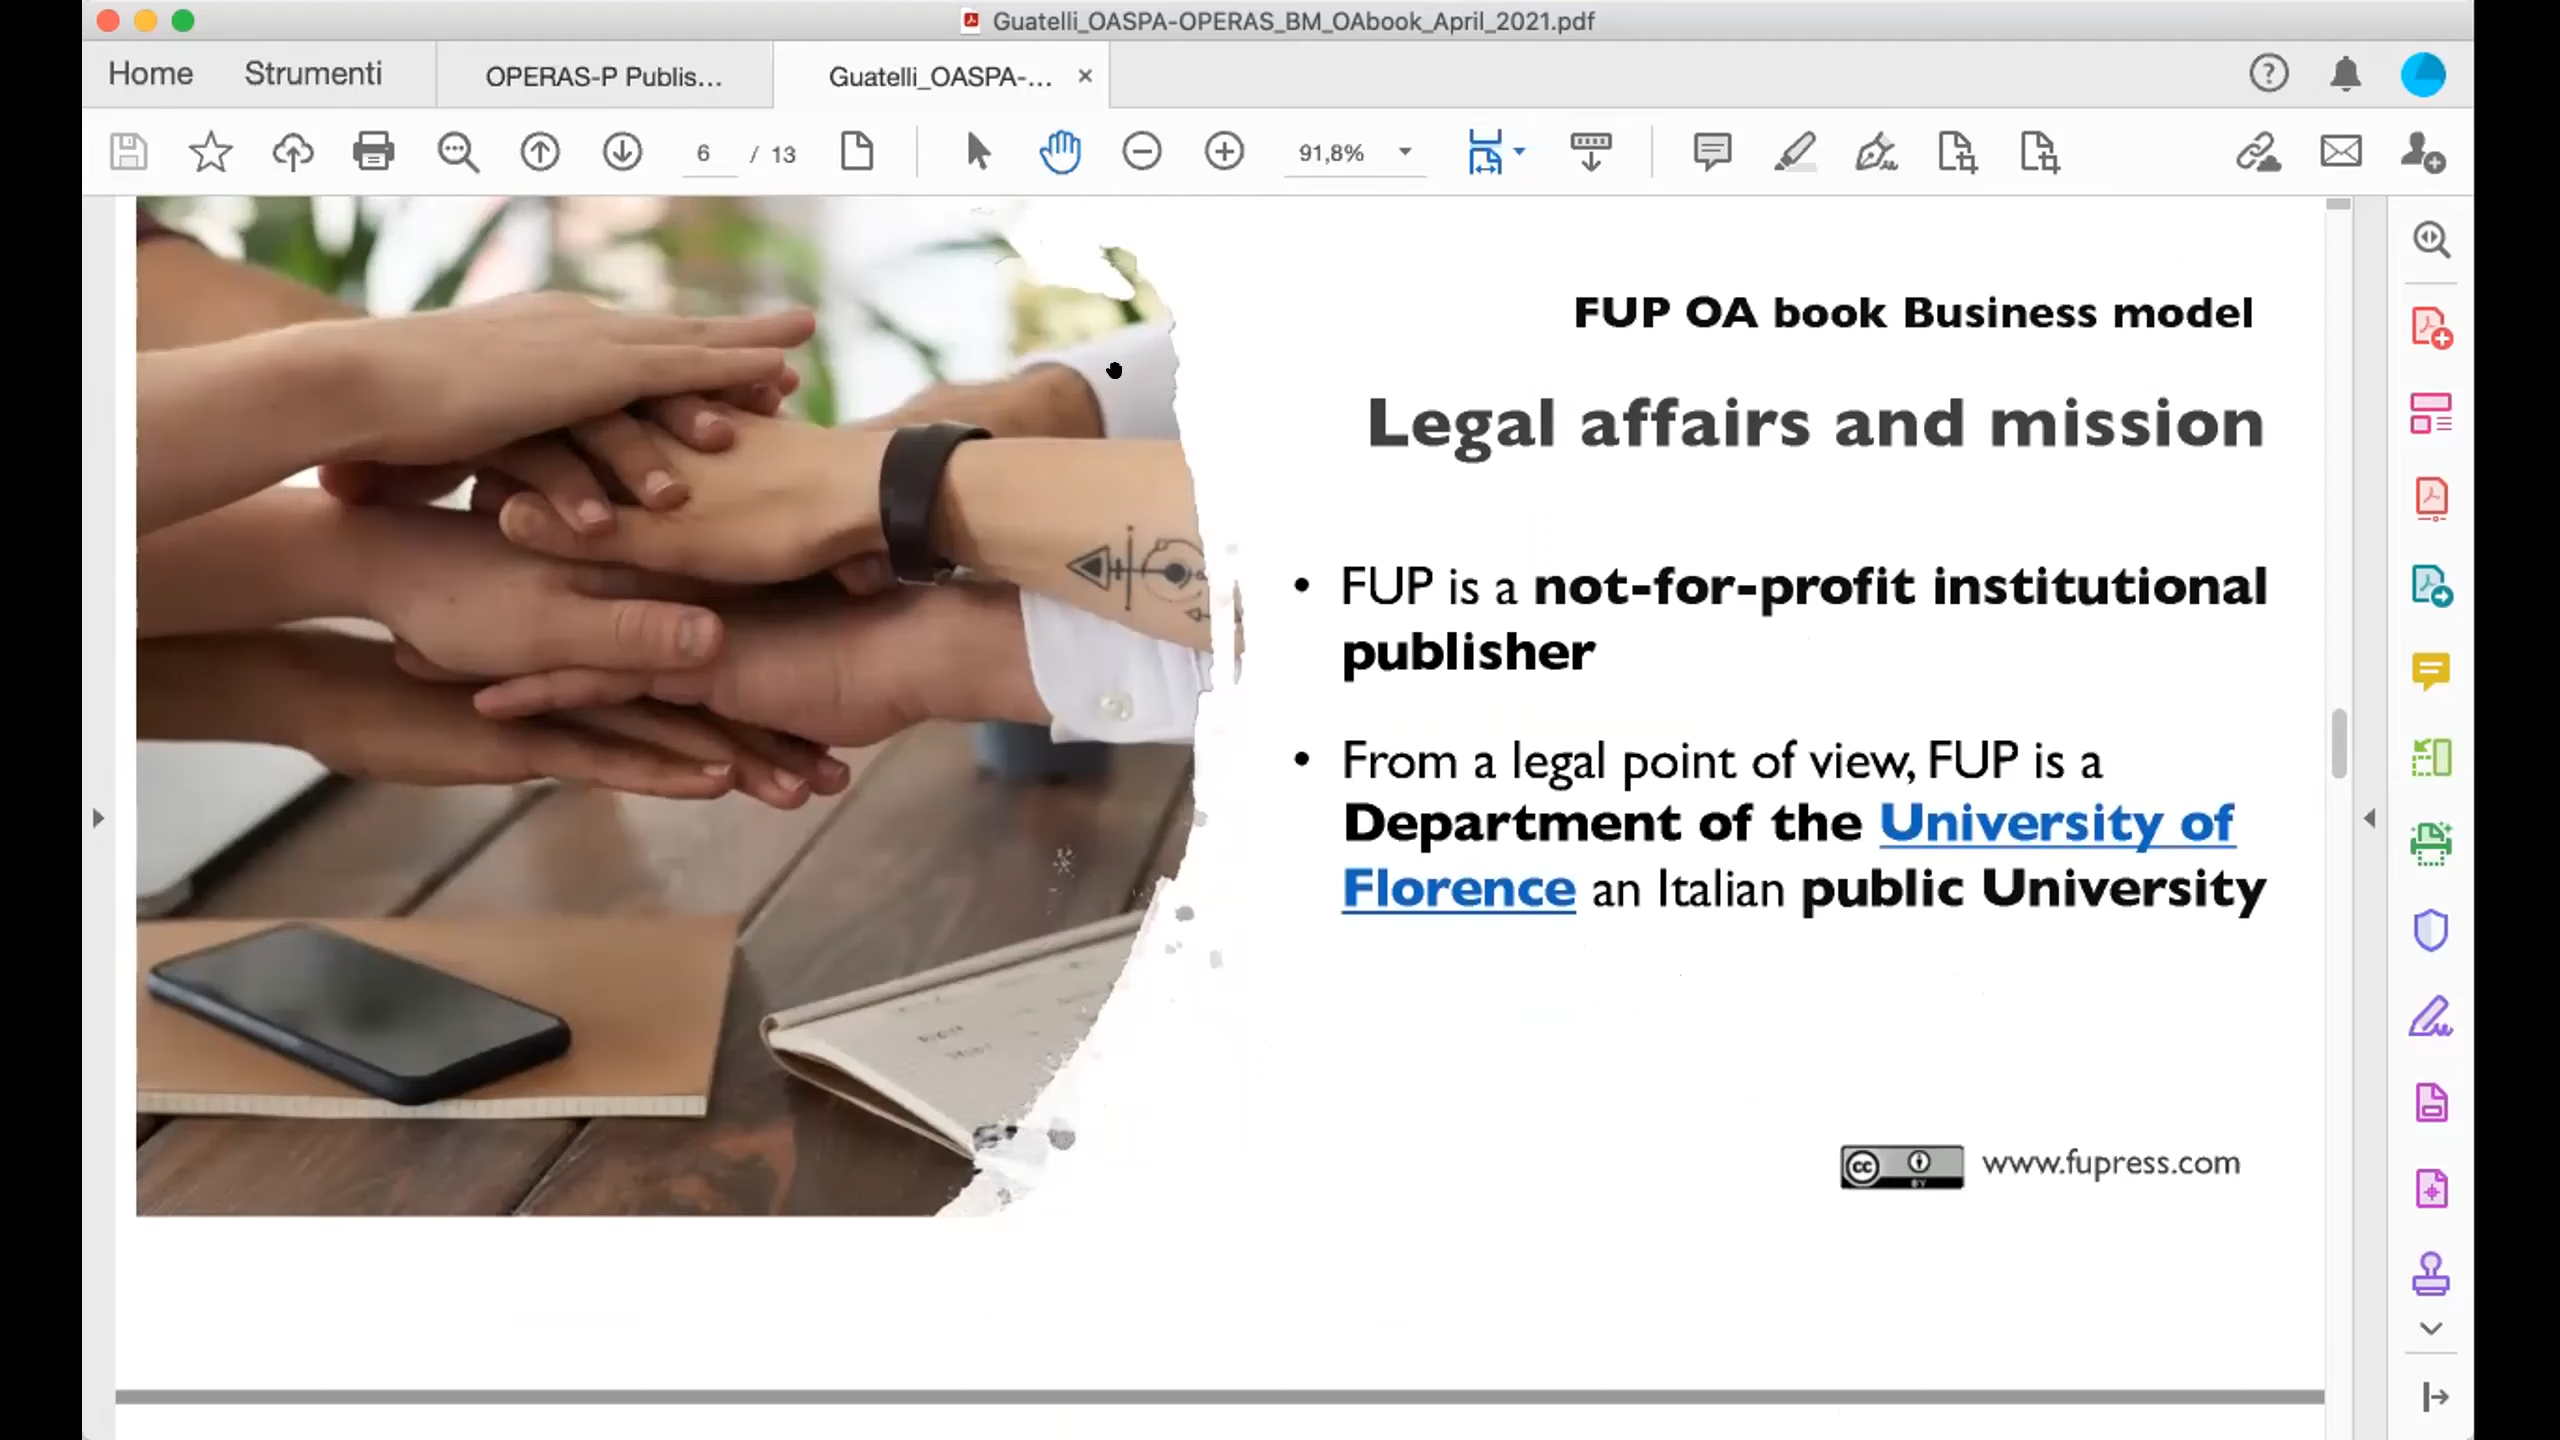 Guatelli_OASPA-OPERAS_BM_OAbook_April_2021.pdf
Home Strumenti OPERAS-P Publis... Guatelli_OASPA-... ×
6 / 13 91,8%
FUP OA book Business model
Legal affairs and mission
• FUP is a not-for-profit institutional
publisher
• From a legal point of view, FUP is a
Department of the University of
Florence an Italian public University
cc BY www.fupress.com